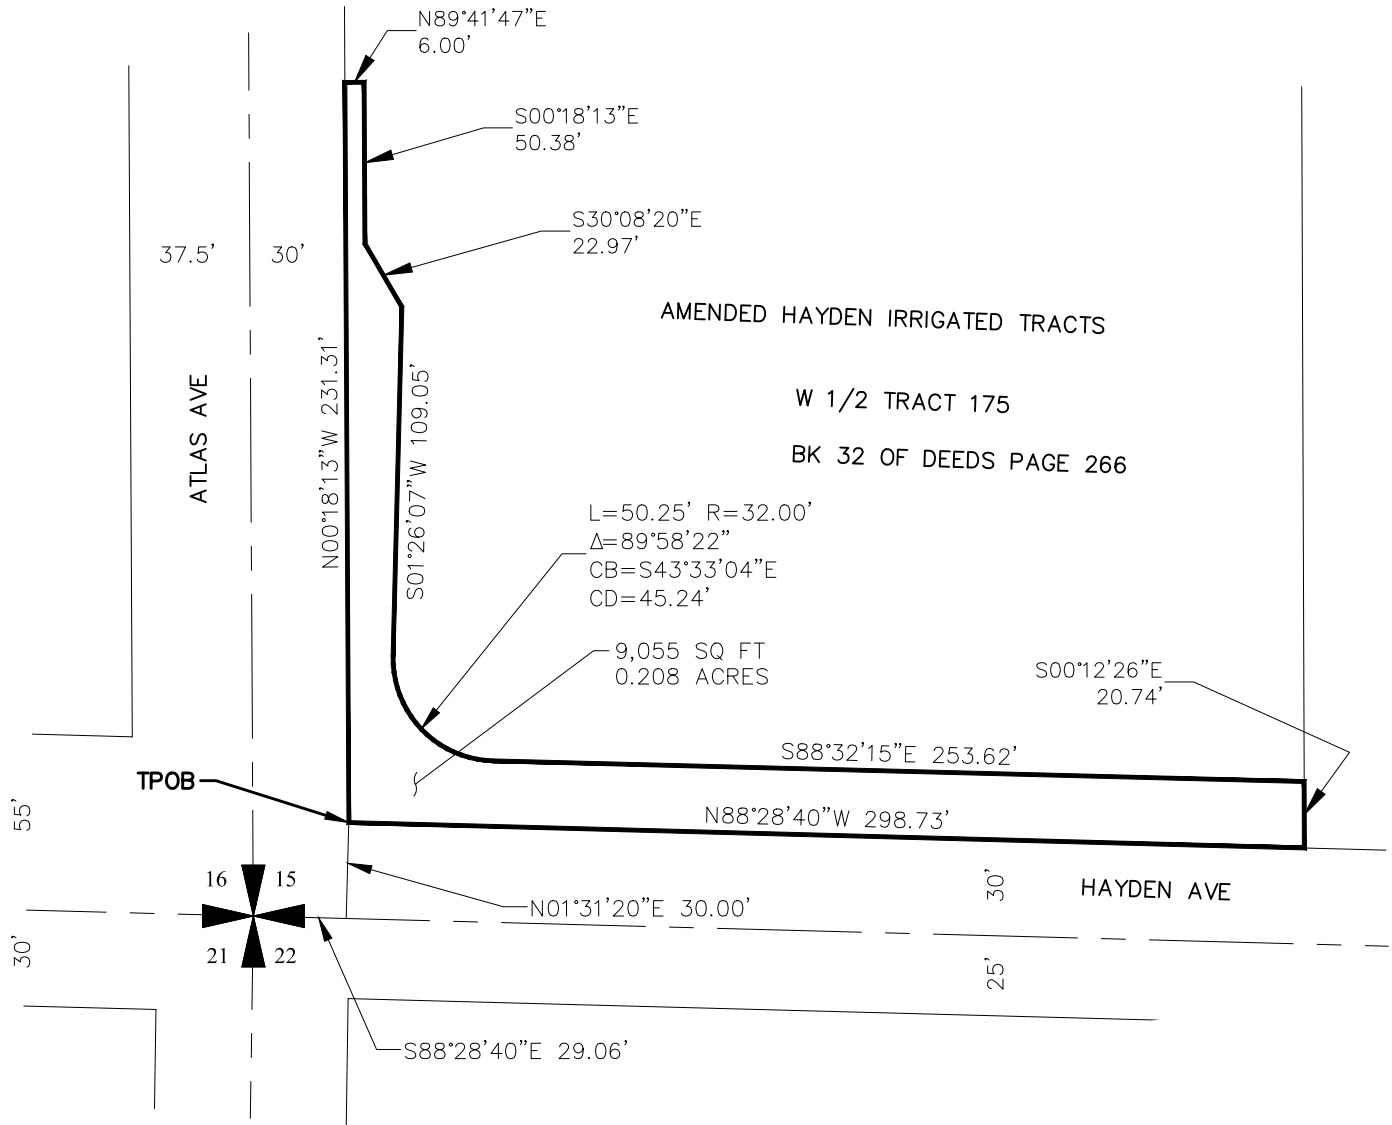 N89°41'47"E
6.00'
S00°18'13"E
50.38'
S30°08'20"E
22.97'
37.5'
30'
AMENDED HAYDEN IRRIGATED TRACTS
W 1/2 TRACT 175
BK 32 OF DEEDS PAGE 266
ATLAS AVE
N00°18'13"W 231.31'
S01°26'07"W 109.05'
L=50.25' R=32.00'
Δ=89°58'22"
CB=S43°33'04"E
CD=45.24'
9,055 SQ FT
0.208 ACRES
S00°12'26"E
20.74'
S88°32'15"E 253.62'
TPOB
N88°28'40"W 298.73'
55'
16
15
30'
HAYDEN AVE
N01°31'20"E 30.00'
30'
21
22
25'
S88°28'40"E 29.06'